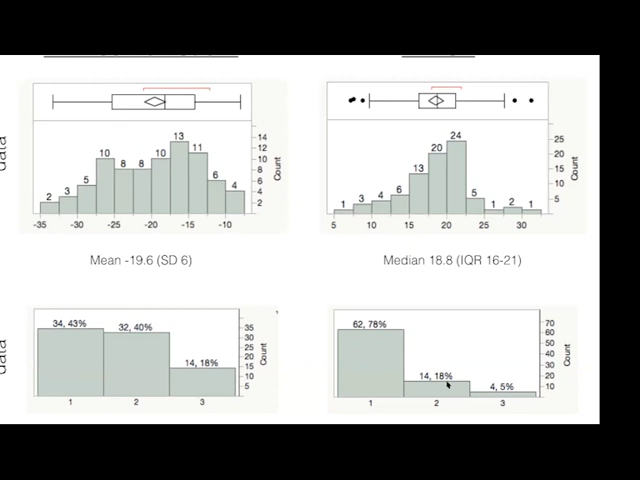 data
14
12
10
8
6
4
2
Count
2 3 5 10 8 8 10 13 11 6 4
-35 -30 -25 -20 -15 -10
Mean -19.6 (SD 6)
25
20
15
10
5
Count
1 3 4 6 13 20 24 5 1 2 1
5 10 15 20 25 30
Median 18.8 (IQR 16-21)
data
34, 43% 32, 40% 14, 18%
35
30
25
20
15
10
5
Count
1 2 3
62, 78% 14, 18% 4, 5%
70
60
50
40
30
20
10
Count
1 2 3